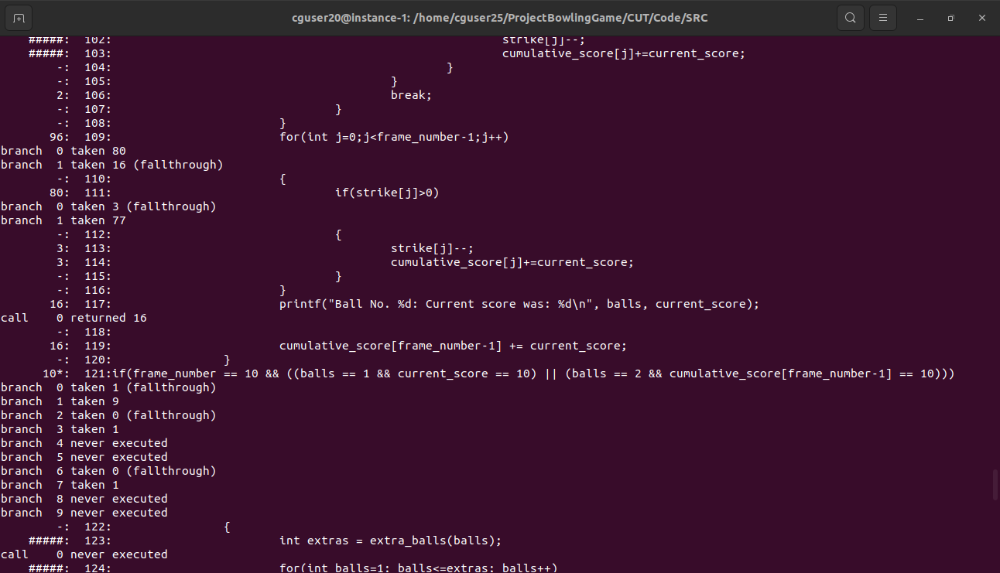 cguser20@instance-1: /home/cguser25/ProjectBowlingGame/CUT/Code/SRC
#####: 102: strike[j]--;
#####: 103: cumulative_score[j]+=current_score;
-: 104: }
-: 105: }
2: 106: break;
-: 107: }
-: 108: }
96: 109: for(int j=0;j<frame_number-1;j++)
branch 0 taken 80
branch 1 taken 16 (fallthrough)
-: 110: {
80: 111: if(strike[j]>0)
branch 0 taken 3 (fallthrough)
branch 1 taken 77
-: 112: {
3: 113: strike[j]--;
3: 114: cumulative_score[j]+=current_score;
-: 115: }
-: 116: }
16: 117: printf("Ball No. %d: Current score was: %d\n", balls, current_score);
call 0 returned 16
-: 118:
16: 119: cumulative_score[frame_number-1] += current_score;
-: 120: }
10*: 121:if(frame_number == 10 && ((balls == 1 && current_score == 10) || (balls == 2 && cumulative_score[frame_number-1] == 10)))
branch 0 taken 1 (fallthrough)
branch 1 taken 9
branch 2 taken 0 (fallthrough)
branch 3 taken 1
branch 4 never executed
branch 5 never executed
branch 6 taken 0 (fallthrough)
branch 7 taken 1
branch 8 never executed
branch 9 never executed
-: 122: {
#####: 123: int extras = extra_balls(balls);
call 0 never executed
#####: 124: for(int balls=1; balls<=extras; balls++)